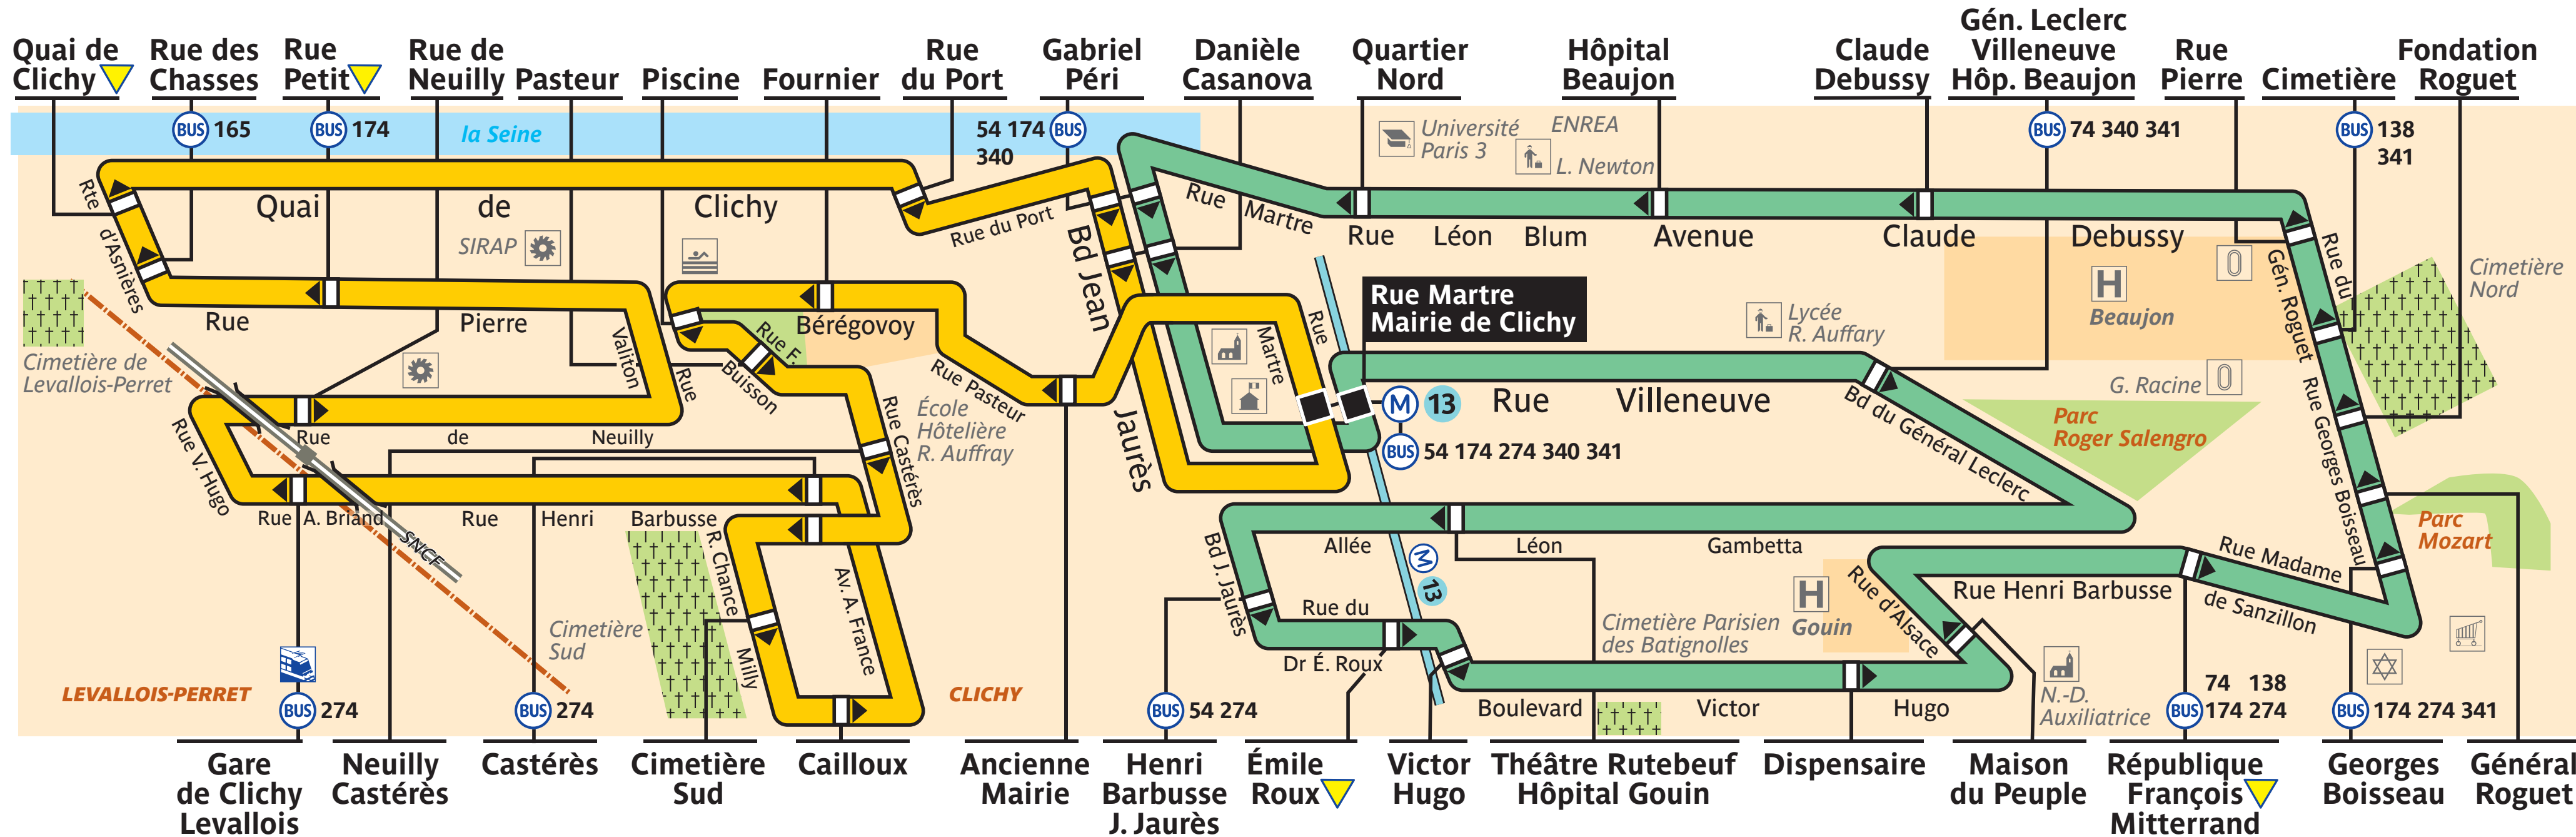 Quai de
Clichy
Rue des
Chasses
Rue
Petit
Rue de
Neuilly
Pasteur
Piscine
Fournier
Rue
du Port
Gabriel
Péri
Danièle
Casanova
Quartier
Nord
Hôpital
Beaujon
Claude
Debussy
Gén. Leclerc
Villeneuve
Hôp. Beaujon
Rue
Pierre
Cimetière
Fondation
Roguet
BUS 165
BUS 174
la Seine
54 174 BUS
340
Université
Paris 3
ENREA
L. Newton
BUS 74 340 341
BUS 138
341
Rte
d'Asnières
Quai de Clichy
Rue du Port
Bd Jean
Jaurès
Rue Martre
Rue Léon Blum
Avenue Claude Debussy
Rue du
Gén. Roguet
Cimetière
Nord
SIRAP
H
Beaujon
Rue Martre
Mairie de Clichy
Rue
Martre
Lycée
R. Auffary
Rue Pierre
Bérégovoy
Valiton
Rue
Rue F.
Buisson
Rue Pasteur
Cimetière de
Levallois-Perret
G. Racine
M 13
Rue Villeneuve
Bd du Général Leclerc
Parc
Roger Salengro
Rue Georges Boisseau
École
Hôtelière
R. Auffray
Rue Castérès
BUS 54 174 274 340 341
Rue de Neuilly
Rue V. Hugo
Rue A. Briand
Rue Henri Barbusse
SNCF
R. Chance
Milly
Av. A. France
Allée Léon Gambetta
Bd J. Jaurès
M 13
Parc
Mozart
Rue Madame
de Sanzillon
Rue Henri Barbusse
Rue d'Alsace
Rue du
Dr É. Roux
Cimetière Parisien
des Batignolles
H
Gouin
Cimetière
Sud
LEVALLOIS-PERRET
CLICHY
BUS 274
BUS 274
BUS 54 274
Boulevard Victor Hugo
N.-D.
Auxiliatrice
74 138
BUS 174 274
BUS 174 274 341
Gare
de Clichy
Levallois
Neuilly
Castérès
Castérès
Cimetière
Sud
Cailloux
Ancienne
Mairie
Henri
Barbusse
J. Jaurès
Émile
Roux
Victor
Hugo
Théâtre Rutebeuf
Hôpital Gouin
Dispensaire
Maison
du Peuple
République
François
Mitterrand
Georges
Boisseau
Général
Roguet